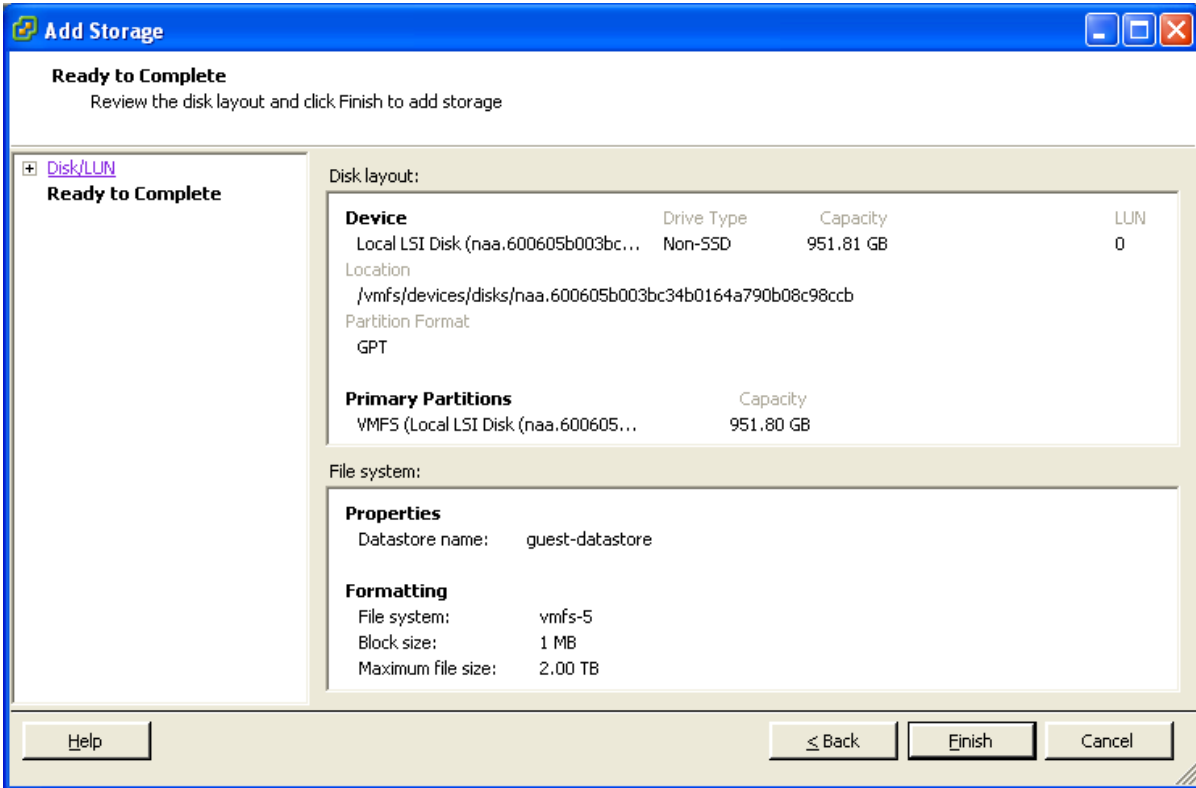 Add Storage
Ready to Complete
Review the disk layout and click Finish to add storage
Disk/LUN
Ready to Complete
Disk layout:
Device Drive Type Capacity LUN
Local LSI Disk (naa.600605b003bc... Non-SSD 951.81 GB 0
Location
/vmfs/devices/disks/naa.600605b003bc34b0164a790b08c98ccb
Partition Format
GPT
Primary Partitions Capacity
VMFS (Local LSI Disk (naa.600605... 951.80 GB
File system:
Properties
Datastore name: guest-datastore
Formatting
File system: vmfs-5
Block size: 1 MB
Maximum file size: 2.00 TB
Help < Back Finish Cancel